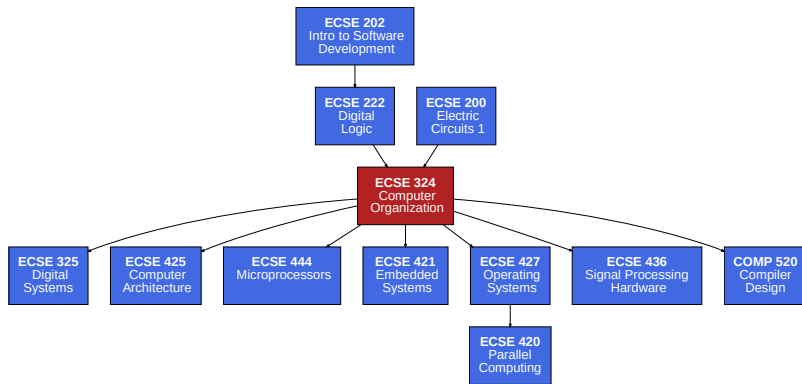 ECSE 202
Intro to Software
Development
ECSE 222
Digital
Logic
ECSE 200
Electric
Circuits 1
ECSE 324
Computer
Organization
ECSE 325
Digital
Systems
ECSE 425
Computer
Architecture
ECSE 444
Microprocessors
ECSE 421
Embedded
Systems
ECSE 427
Operating
Systems
ECSE 436
Signal Processing
Hardware
COMP 520
Compiler
Design
ECSE 420
Parallel
Computing